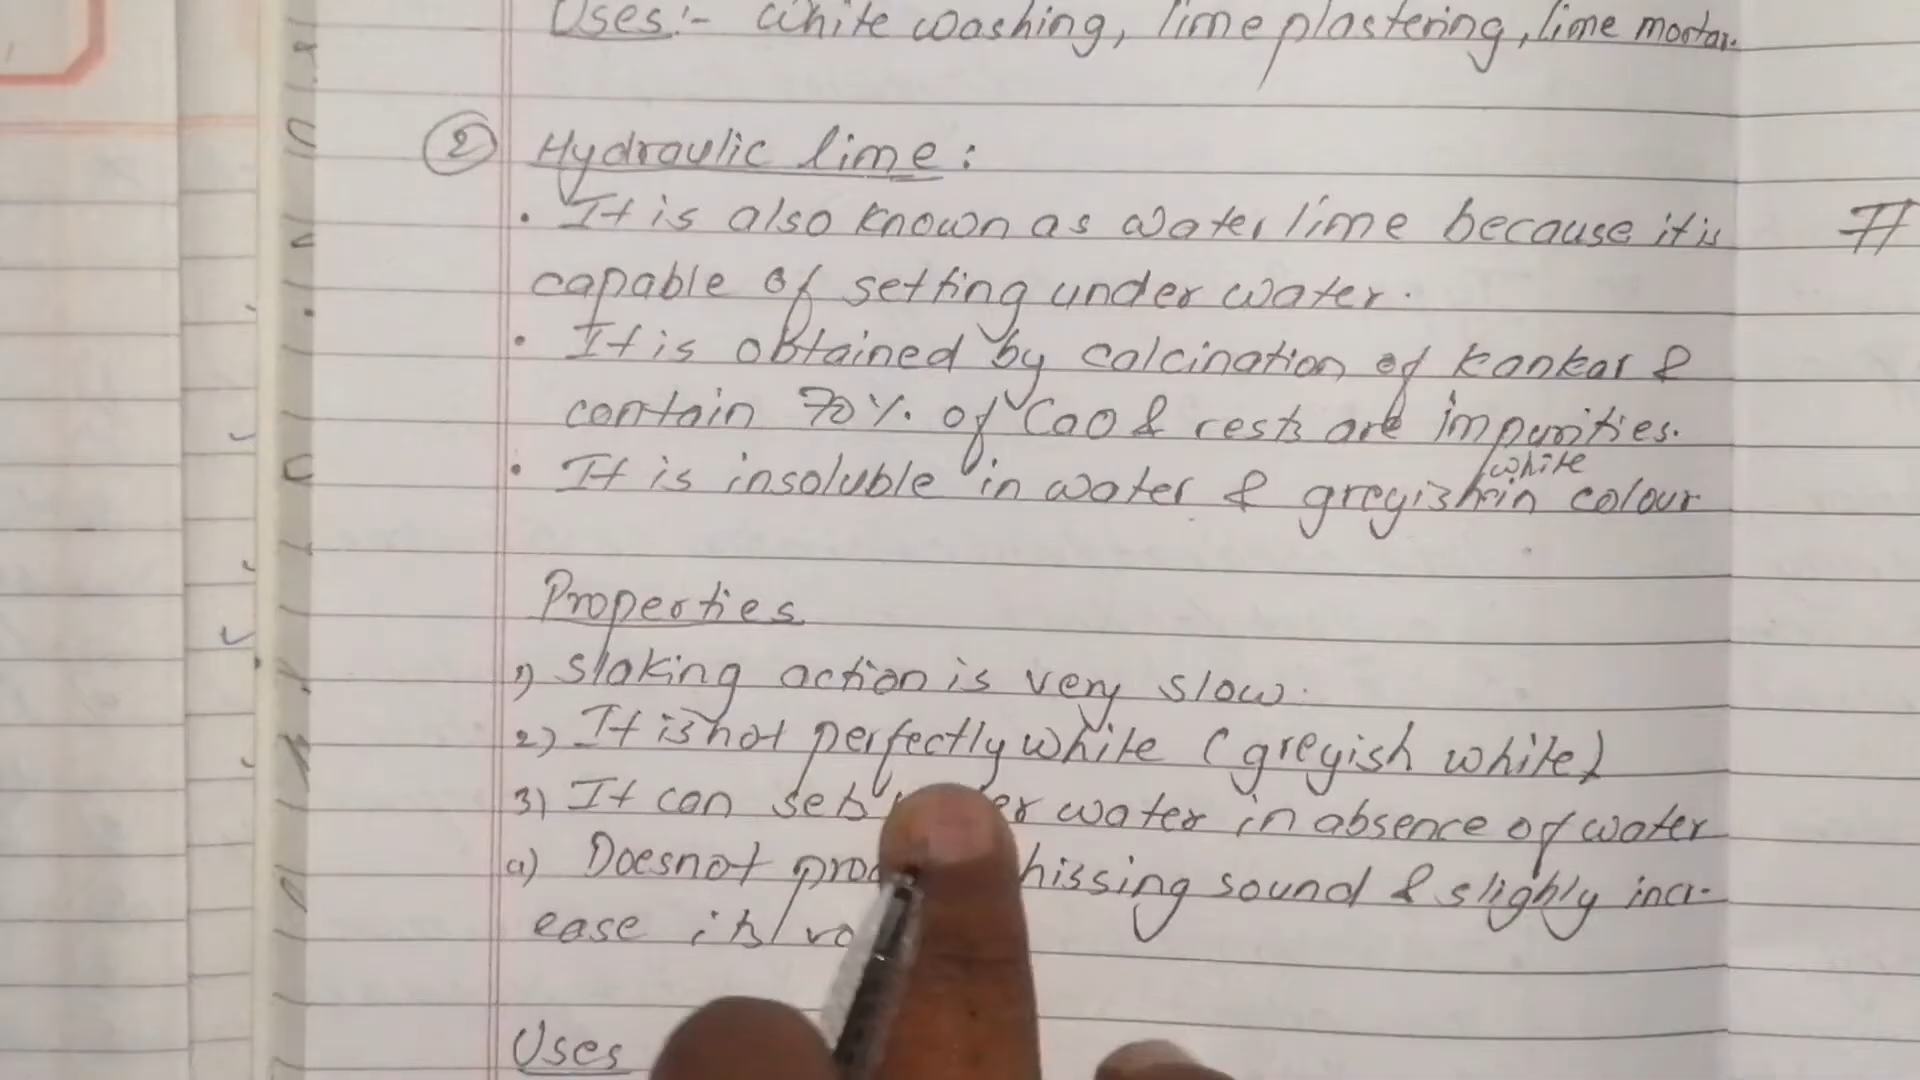 Uses:- White washing, lime plastering, lime mortar.
② Hydraulic lime:
• It is also known as water lime because it is
capable of setting under water.
• It is obtained by calcination of kankar &
contain 70% of CaO & rests are impurities.
white
• It is insoluble in water & greyish in colour
Properties
1) Slaking action is very slow.
2) It is not perfectly white (greyish white)
3) It can sets water in absence of water
Doesnot hissing sound & slighly incr-
ease its
Uses